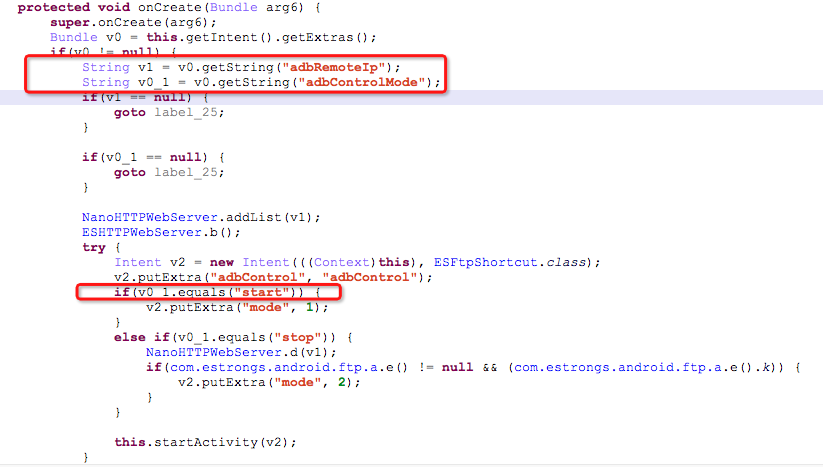 protected void onCreate(Bundle arg6) {
super.onCreate(arg6);
Bundle v0 = this.getIntent().getExtras();
if(v0 != null) {
String v1 = v0.getString("adbRemoteIp");
String v0_1 = v0.getString("adbControlMode");
if(v1 == null) {
goto label_25;
}
if(v0_1 == null) {
goto label_25;
}
NanoHTTPWebServer.addList(v1);
ESHTTPWebServer.b();
try {
Intent v2 = new Intent(((Context)this), ESFtpShortcut.class);
v2.putExtra("adbControl", "adbControl");
if(v0_1.equals("start")) {
v2.putExtra("mode", 1);
}
else if(v0_1.equals("stop")) {
NanoHTTPWebServer.d(v1);
if(com.estrongs.android.ftp.a.e() != null && (com.estrongs.android.ftp.a.e().k)) {
v2.putExtra("mode", 2);
}
}
this.startActivity(v2);
}